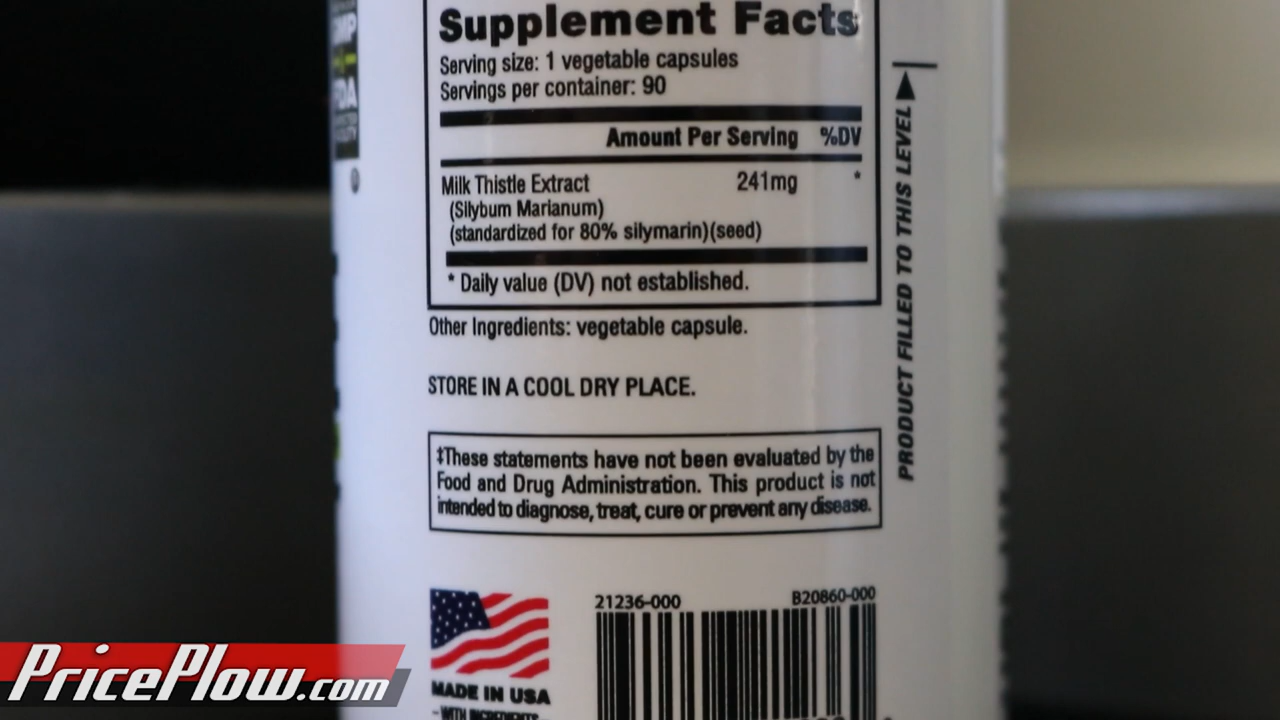 Supplement Facts
Serving size: 1 vegetable capsules
Servings per container: 90
Amount Per Serving %DV
Milk Thistle Extract 241mg *
(Silybum Marianum)
(standardized for 80% silymarin)(seed)
* Daily value (DV) not established.
Other Ingredients: vegetable capsule.
STORE IN A COOL DRY PLACE.
‡These statements have not been evaluated by the
Food and Drug Administration. This product is not
intended to diagnose, treat, cure or prevent any disease.
PRODUCT FILLED TO THIS LEVEL
21236-000 B20860-000
MADE IN USA
- WITH INGREDIENTS
PricePlow.com